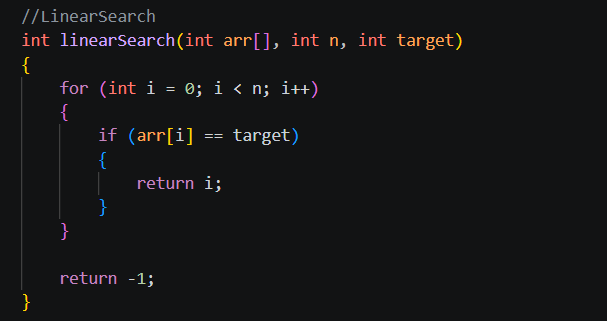 //LinearSearch
int linearSearch(int arr[], int n, int target)
{
    for (int i = 0; i < n; i++)
    {
        if (arr[i] == target)
        {
            return i;
        }
    }

    return -1;
}